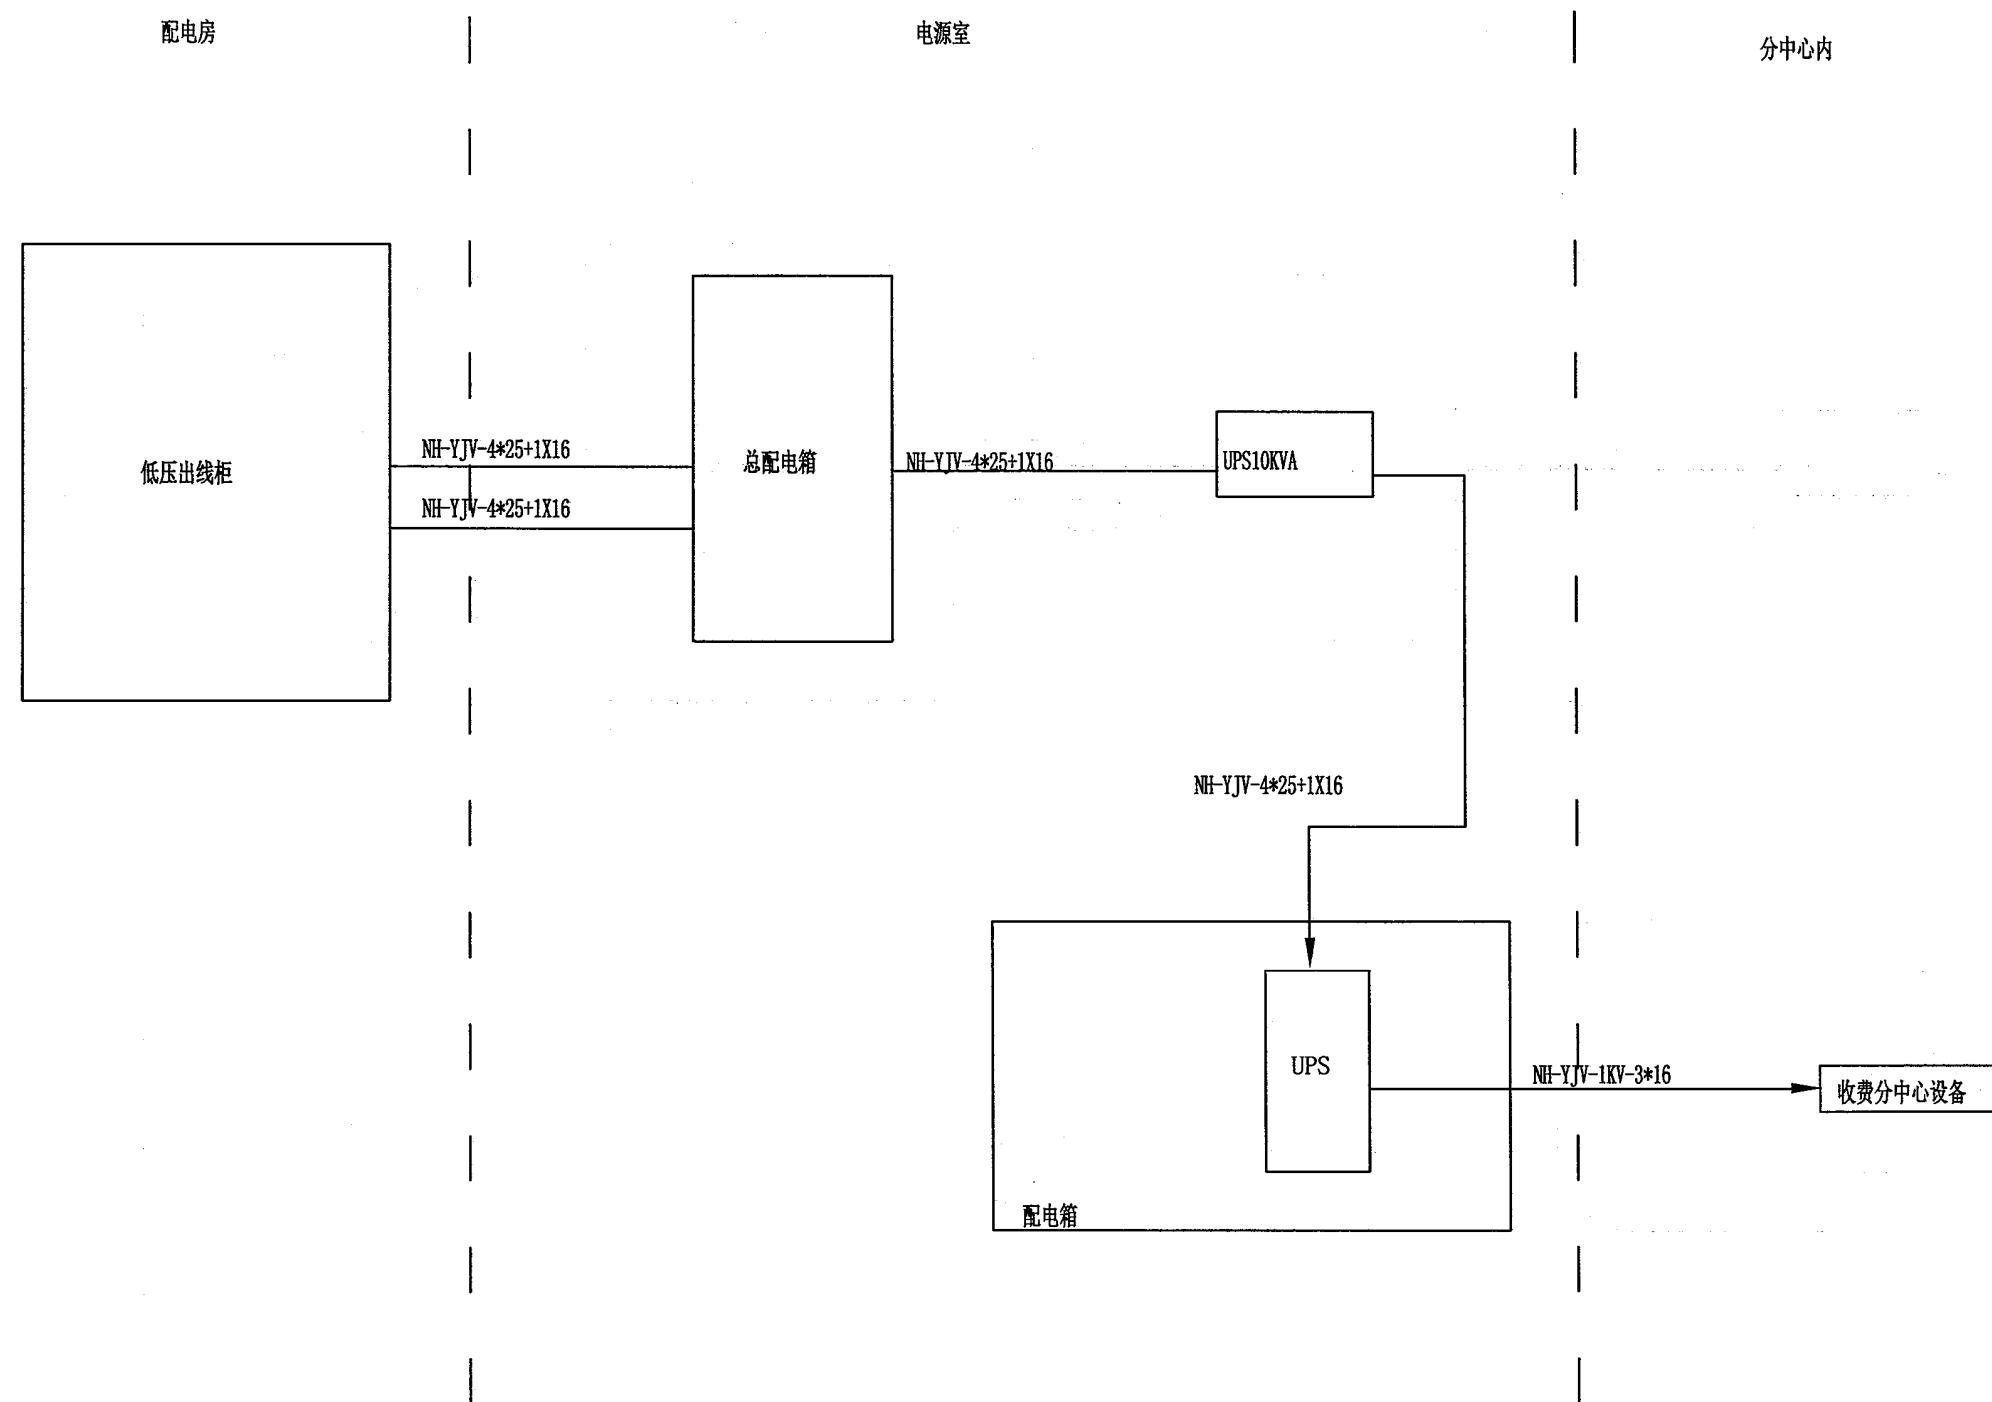 配电房
电源室
分中心内
NH-YJV-4*25+1X16
低压出线柜
总配电箱
NH-YJV-4*25+1X16
UPS10KVA
NH-YJV-4*25+1X16
NH-YJV-4*25+1X16
UPS
NH-YJV-1KV-3*16
收费分中心设备
配电箱